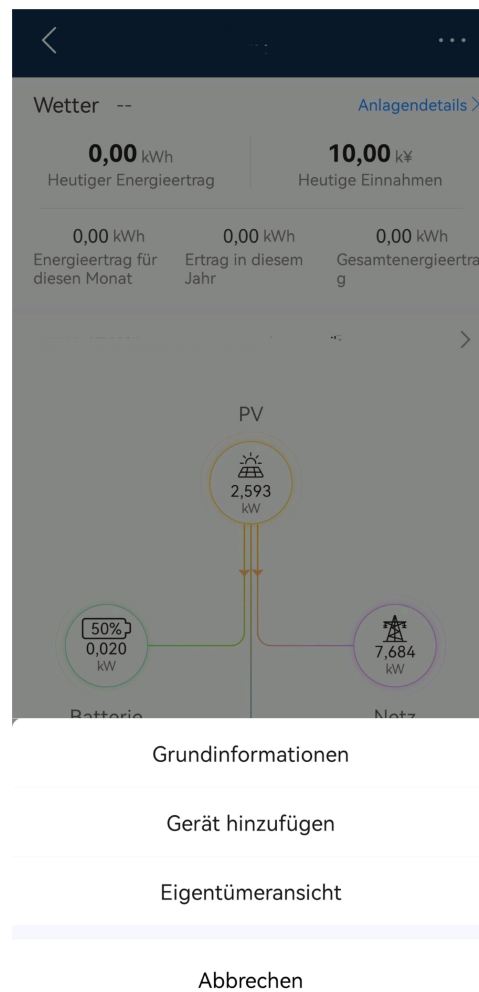 Wetter --
Anlagendetails
0,00 kWh
10,00 k¥
Heutiger Energieertrag
Heutige Einnahmen
0,00 kWh
0,00 kWh
0,00 kWh
Energieertrag für
diesen Monat
Ertrag in diesem
Jahr
Gesamtenergieertra
g
PV
2,593
kW
50%
0,020
kW
7,684
kW
Batterie
Netz
Grundinformationen
Gerät hinzufügen
Eigentümeransicht
Abbrechen